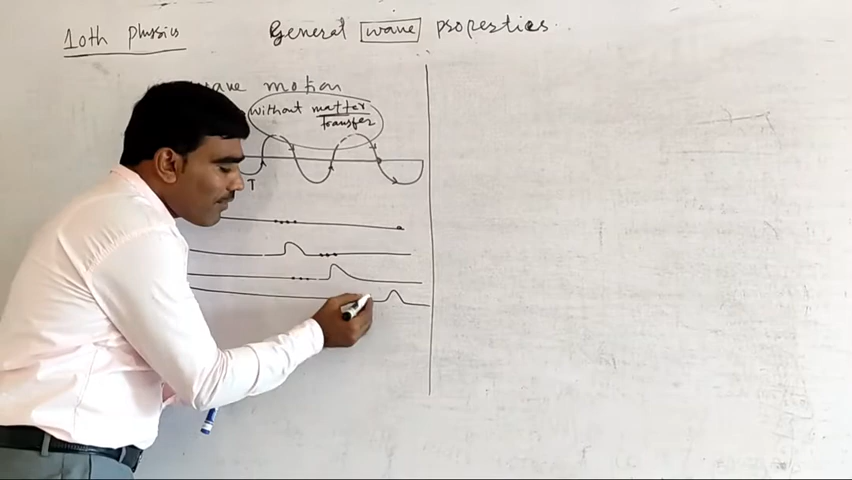 10th physics
General wave properties
wave motion
without matter
transfer
T